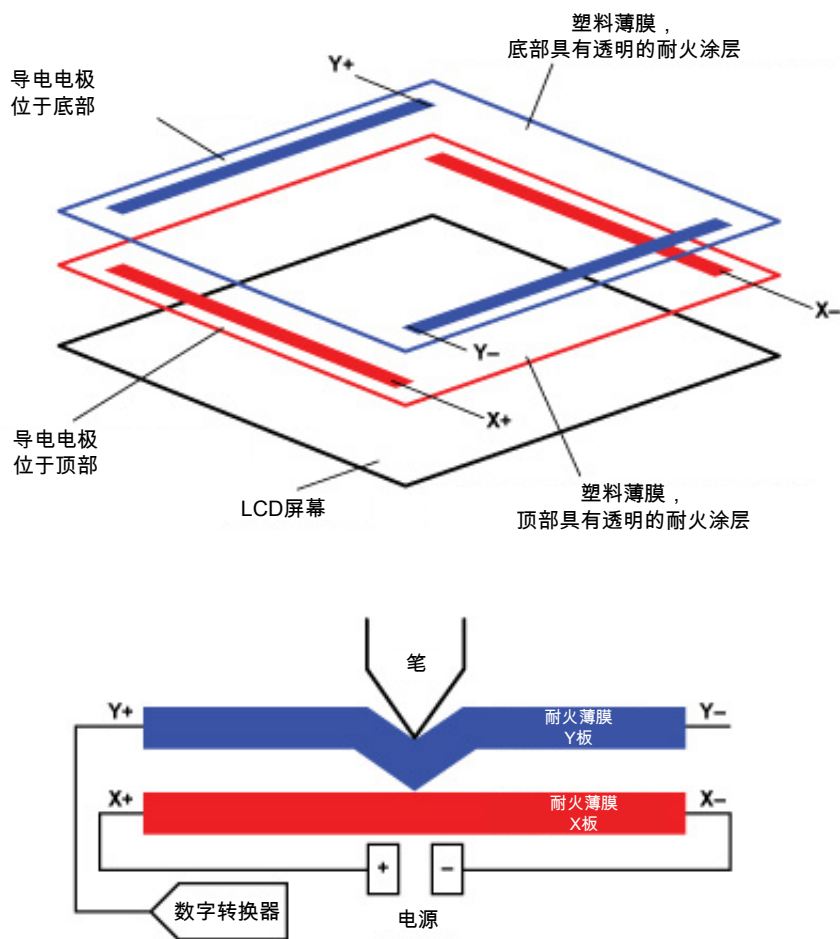 塑料薄膜，
底部具有透明的耐火涂层
Y+
导电电极
位于底部
X–
Y–
X+
导电电极
位于顶部
LCD屏幕
塑料薄膜，
顶部具有透明的耐火涂层
笔
Y+
耐火薄膜
Y板
Y–
X+
耐火薄膜
X板
X–
+
–
数字转换器
电源